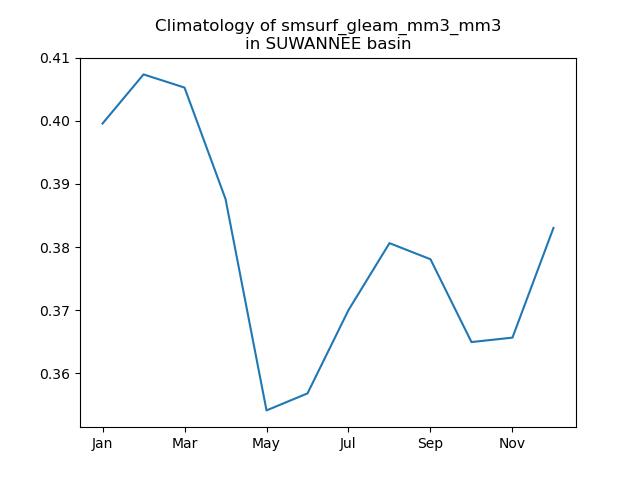 Climatology of smsurf_gleam_mm3_mm3
in SUWANNEE basin
0.41
0.40
0.39
0.38
0.37
0.36
Jan
Mar
May
Jul
Sep
Nov